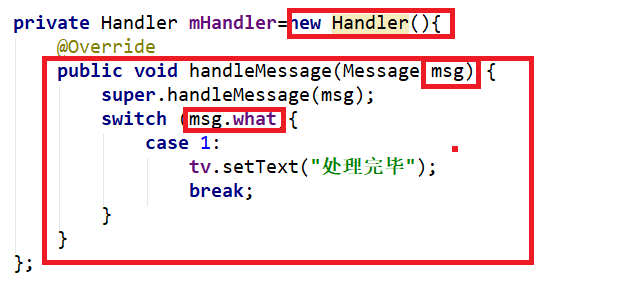 private Handler mHandler=new Handler(){
@Override
public void handleMessage(Message msg) {
super.handleMessage(msg);
switch (msg.what {
case 1:
tv.setText("处理完毕");
break;
}
}
};